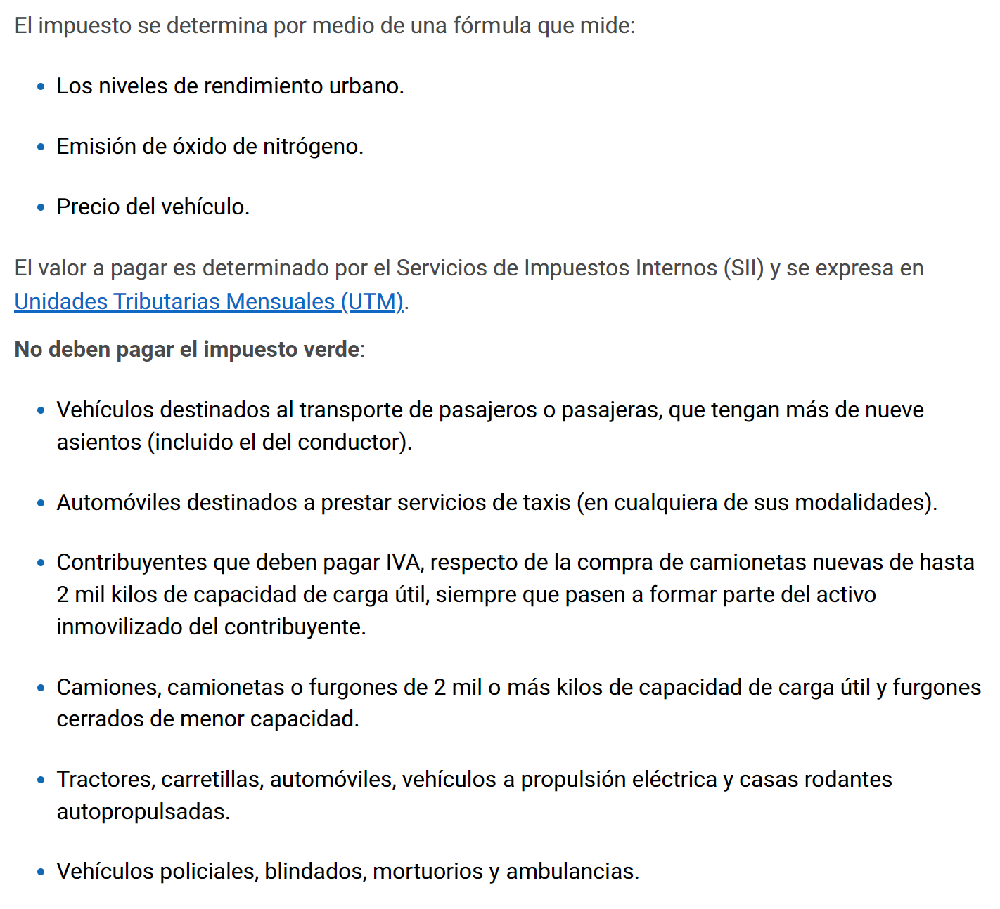 El impuesto se determina por medio de una fórmula que mide:
Los niveles de rendimiento urbano.
Emisión de óxido de nitrógeno.
Precio del vehículo.
El valor a pagar es determinado por el Servicios de Impuestos Internos (SII) y se expresa en
Unidades Tributarias Mensuales (UTM).
No deben pagar el impuesto verde:
Vehículos destinados al transporte de pasajeros o pasajeras, que tengan más de nueve
asientos (incluido el del conductor).
Automóviles destinados a prestar servicios de taxis (en cualquiera de sus modalidades).
Contribuyentes que deben pagar IVA, respecto de la compra de camionetas nuevas de hasta
2 mil kilos de capacidad de carga útil, siempre que pasen a formar parte del activo
inmovilizado del contribuyente.
Camiones, camionetas o furgones de 2 mil o más kilos de capacidad de carga útil y furgones
cerrados de menor capacidad.
Tractores, carretillas, automóviles, vehículos a propulsión eléctrica y casas rodantes
autopropulsadas.
Vehículos policiales, blindados, mortuorios y ambulancias.